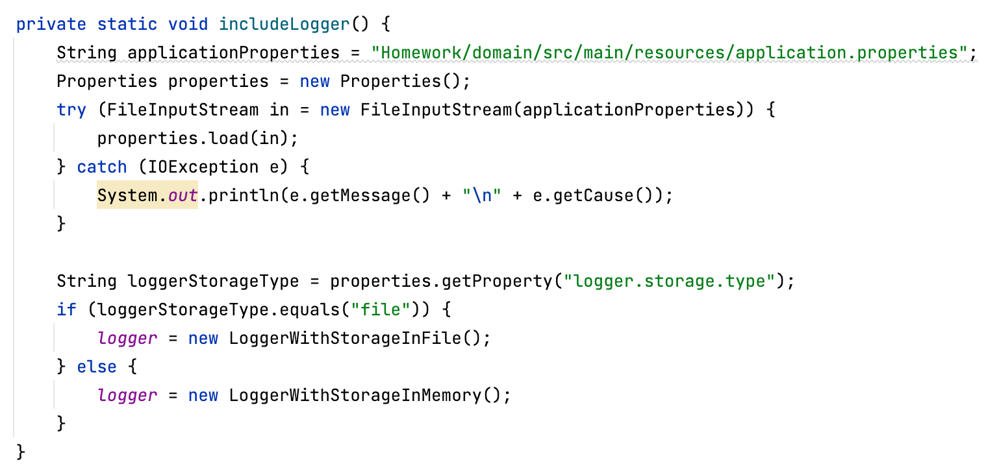 private static void includeLogger() {
    String applicationProperties = "Homework/domain/src/main/resources/application.properties";
    Properties properties = new Properties();
    try (FileInputStream in = new FileInputStream(applicationProperties)) {
        properties.load(in);
    } catch (IOException e) {
        System.out.println(e.getMessage() + "\n" + e.getCause());
    }

    String loggerStorageType = properties.getProperty("logger.storage.type");
    if (loggerStorageType.equals("file")) {
        logger = new LoggerWithStorageInFile();
    } else {
        logger = new LoggerWithStorageInMemory();
    }
}